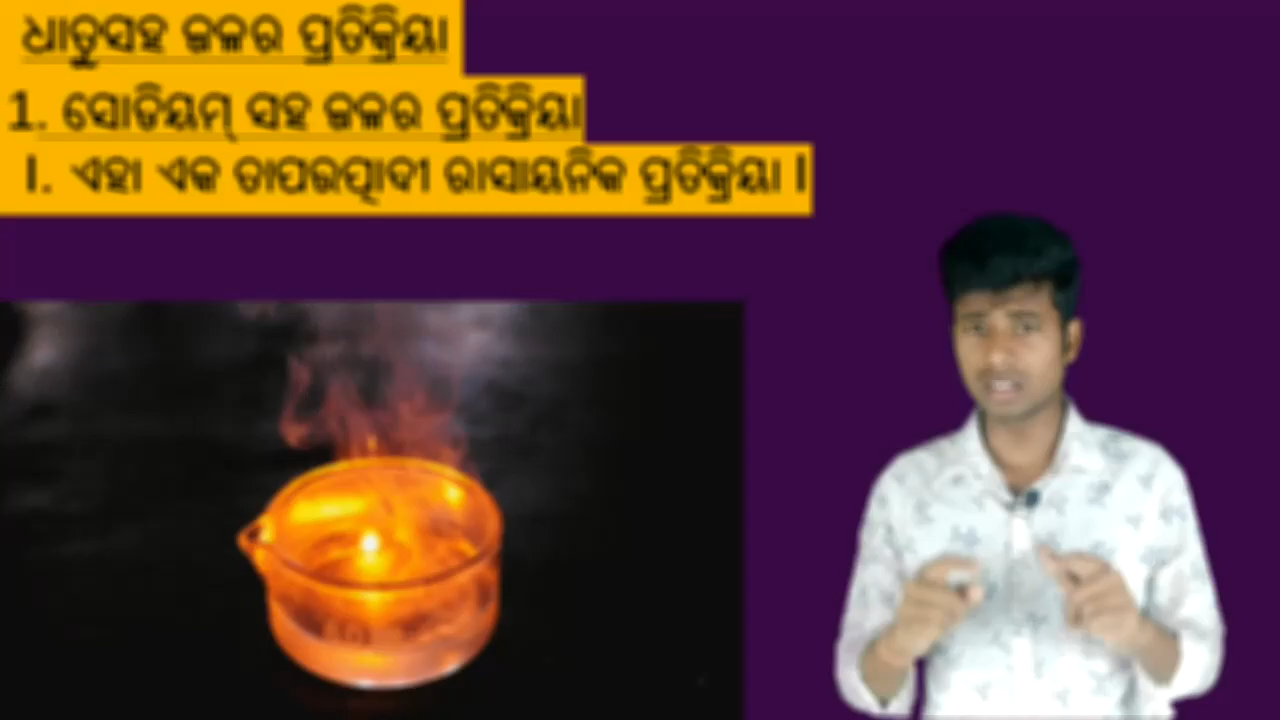 ଧାତୁସହ ଜଳର ପ୍ରତିକ୍ରିୟା
1. ସୋଡିୟମ୍ ସହ ଜଳର ପ୍ରତିକ୍ରିୟା
I. ଏହା ଏକ ତାପଉତ୍ପାଦୀ ରାସାୟନିକ ପ୍ରତିକ୍ରିୟା ।